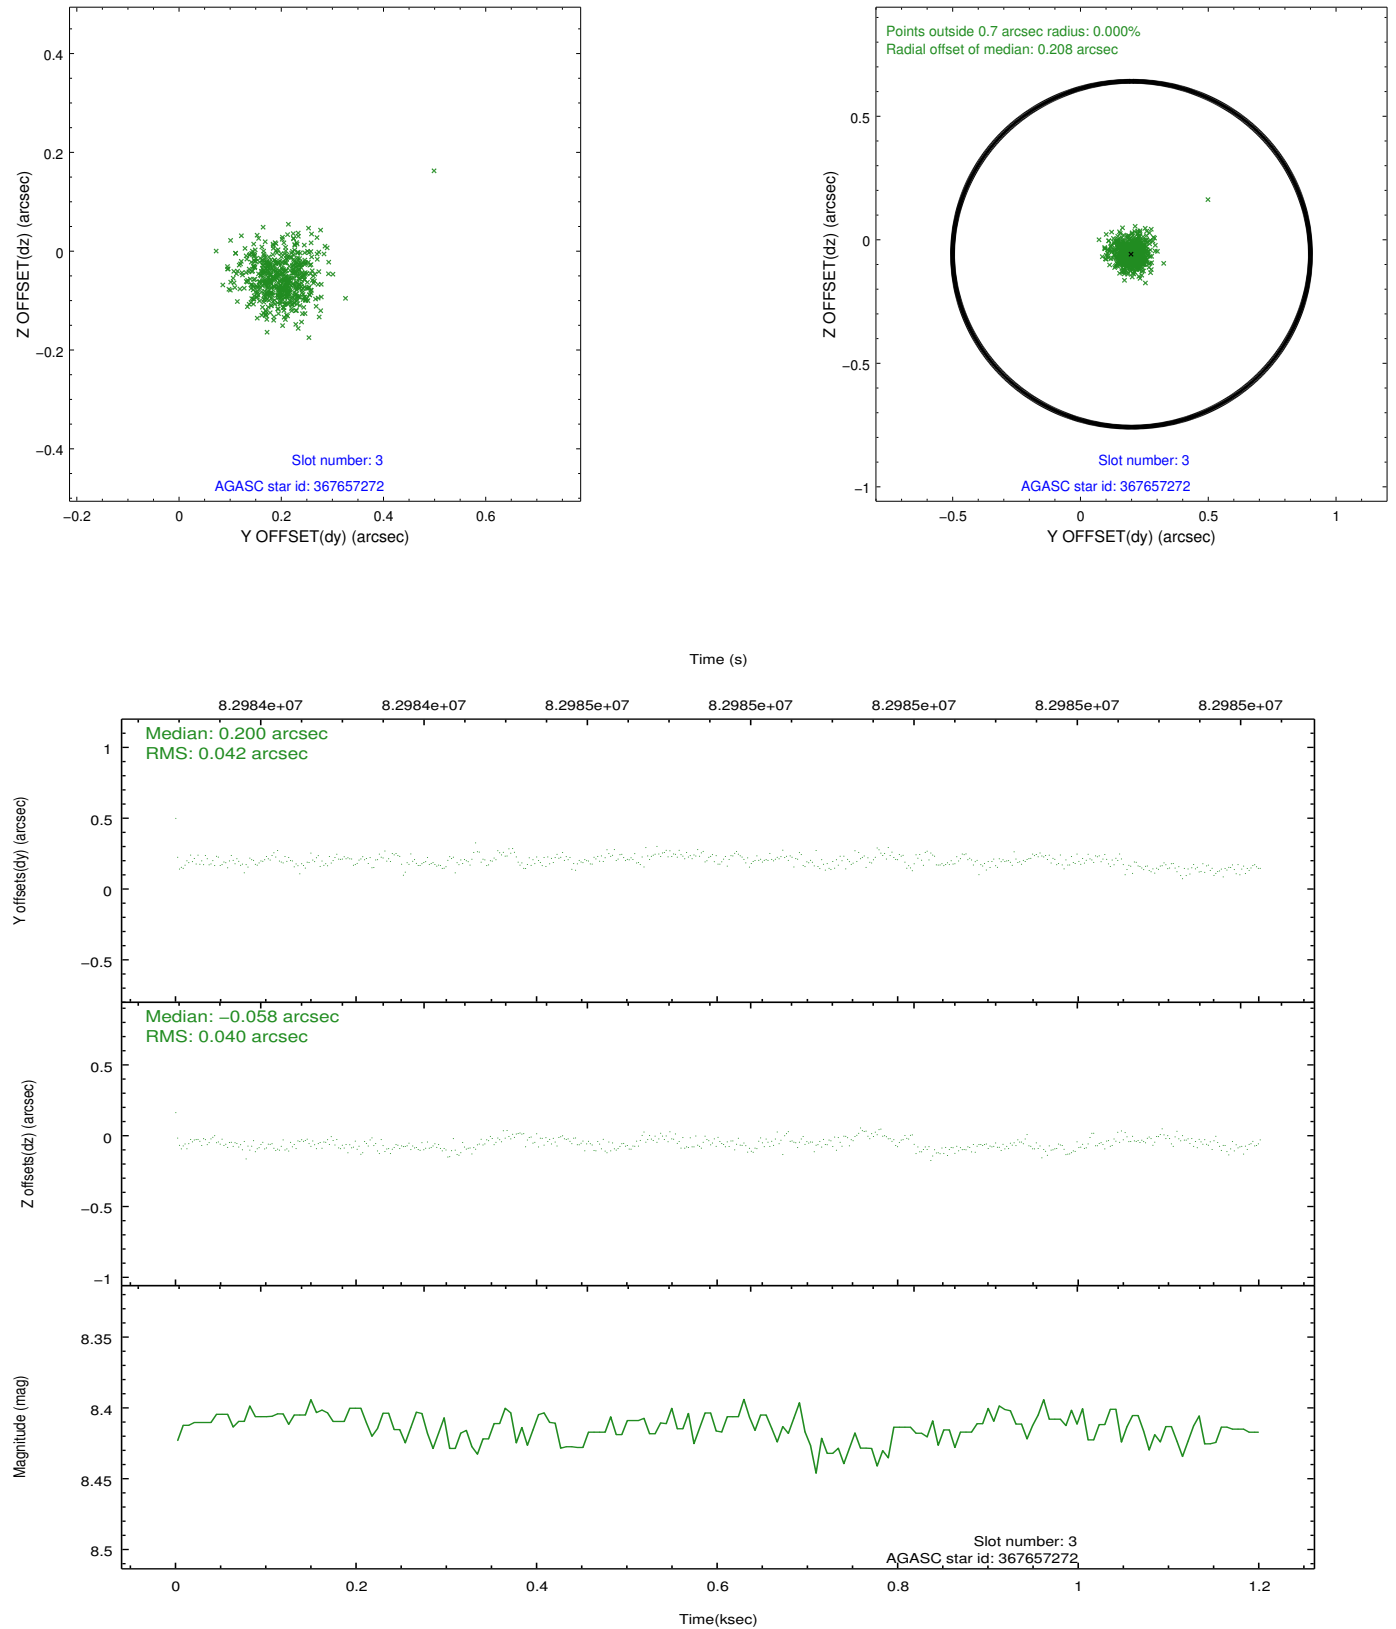 0.4
0.2
0
−0.2
−0.4
Z OFFSET(dz) (arcsec)
Slot number: 3
AGASC star id: 367657272
−0.2 0 0.2 0.4 0.6
Y OFFSET(dy) (arcsec)
Points outside 0.7 arcsec radius: 0.000%
Radial offset of median: 0.208 arcsec
0.5
0
−0.5
−1
Z OFFSET(dz) (arcsec)
Slot number: 3
AGASC star id: 367657272
−0.5 0 0.5 1
Y OFFSET(dy) (arcsec)
Time (s)
8.2984e+07 8.2984e+07 8.2985e+07 8.2985e+07 8.2985e+07 8.2985e+07 8.2985e+07
Median: 0.200 arcsec
RMS: 0.042 arcsec
1
0.5
0
−0.5
Y offsets(dy) (arcsec)
Median: −0.058 arcsec
RMS: 0.040 arcsec
0.5
0
−0.5
−1
Z offsets(dz) (arcsec)
8.35
8.4
8.45
8.5
Magnitude (mag)
Slot number: 3
AGASC star id: 367657272
0 0.2 0.4 0.6 0.8 1 1.2
Time(ksec)